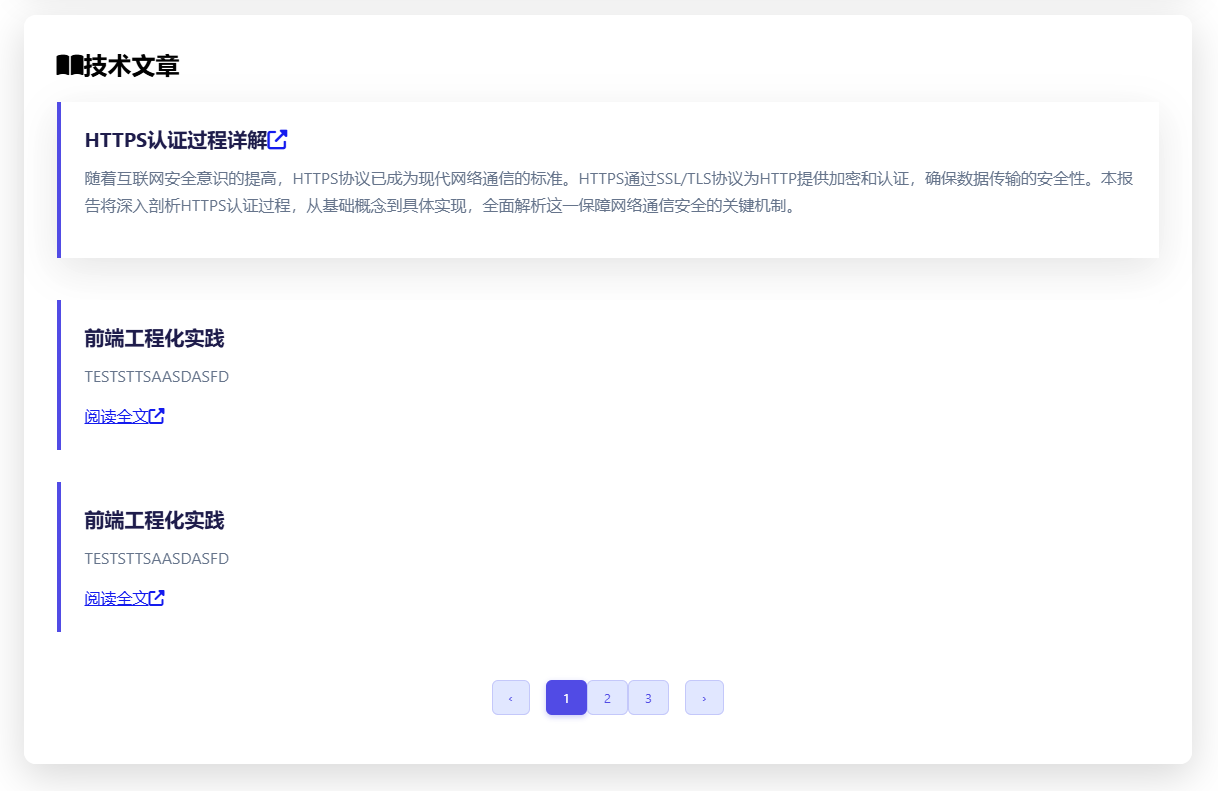 技术文章
HTTPS认证过程详解
随着互联网安全意识的提高，HTTPS协议已成为现代网络通信的标准。HTTPS通过SSL/TLS协议为HTTP提供加密和认证，确保数据传输的安全性。本报
告将深入剖析HTTPS认证过程，从基础概念到具体实现，全面解析这一保障网络通信安全的关键机制。
前端工程化实践
TESTSTTSAASDASFD
阅读全文
前端工程化实践
TESTSTTSAASDASFD
阅读全文
‹ 1 2 3 ›